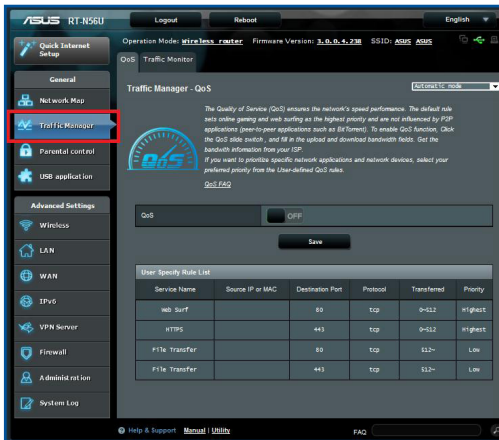 ASUS RT-N56U
Logout
Reboot
English
Quick Internet Setup
Operation Mode: Wireless router Firmware Version: 3.0.0.4.238 SSID: ASUS ASUS
QoS Traffic Monitor
General
Network Map
Traffic Manager
Parental control
USB application
Advanced Settings
Wireless
LAN
WAN
IPv6
VPN Server
Firewall
Administration
System Log
Traffic Manager - QoS
Automatic mode
QoS
The Quality of Service (QoS) ensures the network's speed performance. The default rule
sets online gaming and web surfing as the highest priority and are not influenced by P2P
applications (peer-to-peer applications such as BitTorrent). To enable QoS function, Click
the QoS slide switch , and fill in the upload and download bandwidth fields. Get the
bandwith information from your ISP.
If you want to prioritize specific network applications and network devices, select your
preferred priority from the User-defined QoS rules.
QoS FAQ
QoS OFF
Save
User Specify Rule List
Service Name Source IP or MAC Destination Port Protocol Transferred Priority
Web Surf 80 tcp 0~512 Highest
HTTPS 443 tcp 0~512 Highest
File Transfer 80 tcp 512~ Low
File Transfer 443 tcp 512~ Low
Help & Support Manual | Utility FAQ